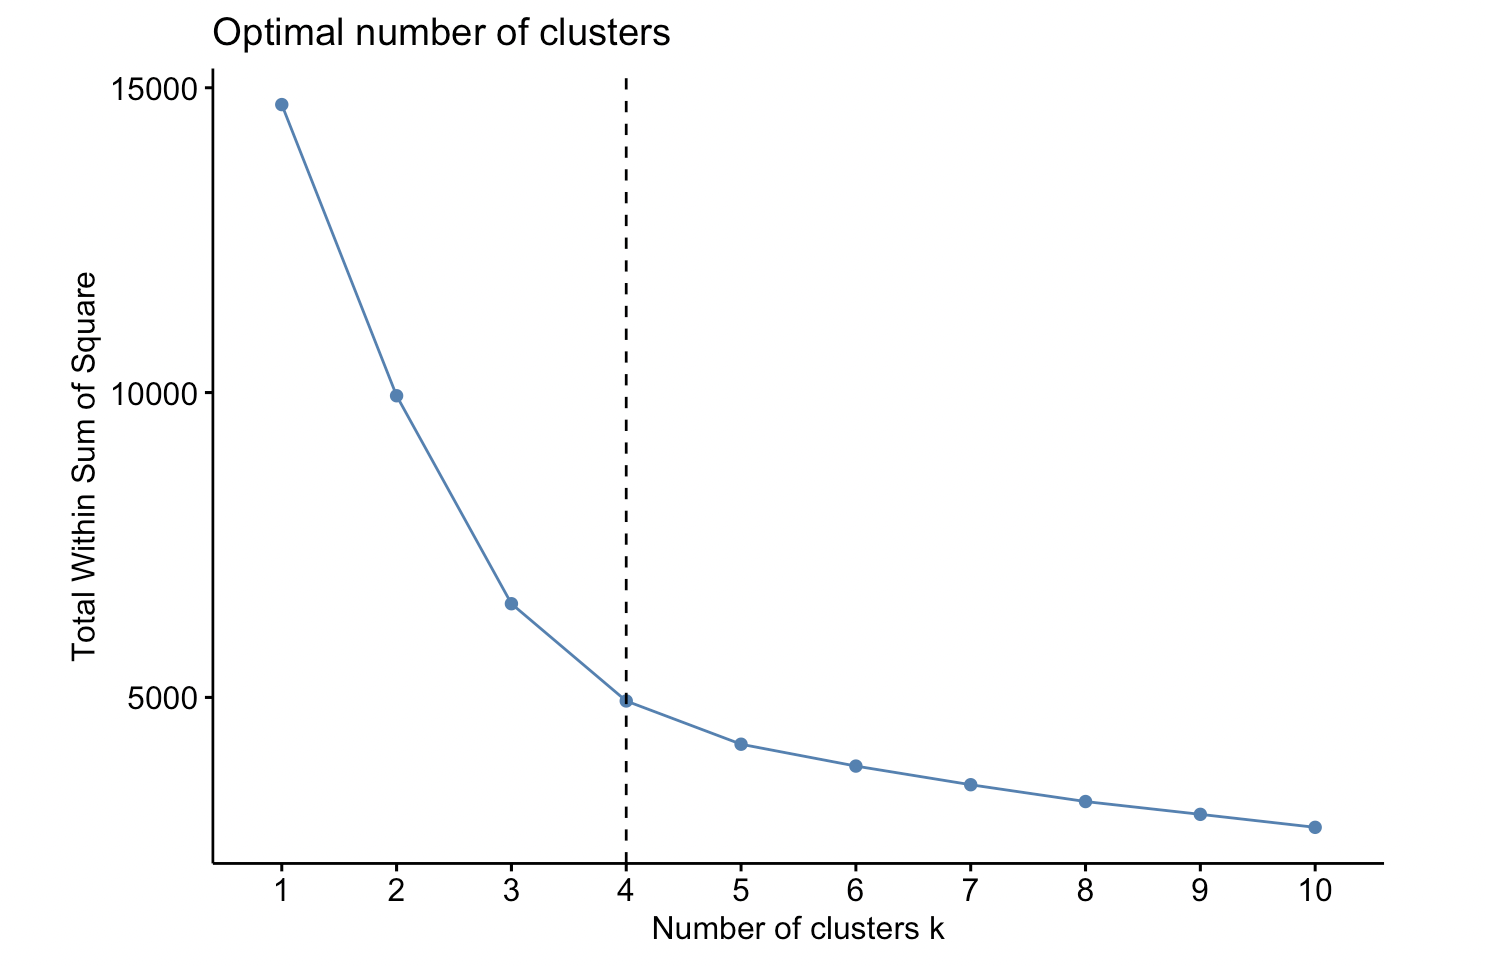 Optimal number of clusters
Total Within Sum of Square
15000
10000
5000
1 2 3 4 5 6 7 8 9 10
Number of clusters k